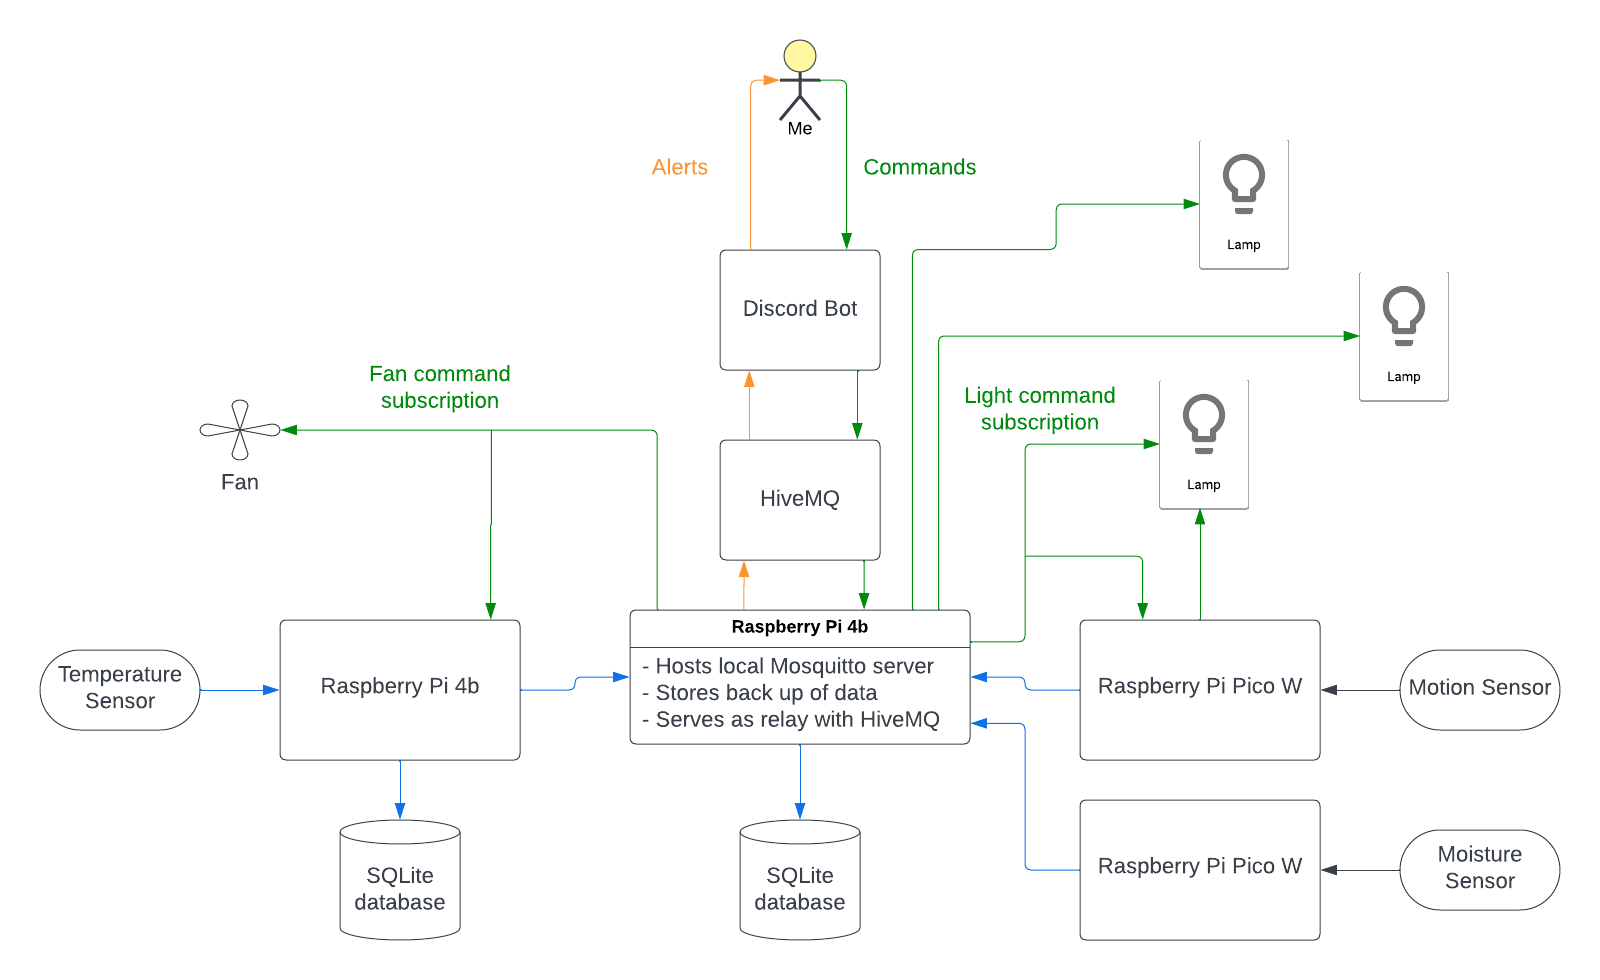 Me
Alerts
Commands
Lamp
Discord Bot
Lamp
Fan command
subscription
Light command
subscription
Fan
HiveMQ
Lamp
Temperature
Sensor
Raspberry Pi 4b
Raspberry Pi 4b
- Hosts local Mosquitto server
- Stores back up of data
- Serves as relay with HiveMQ
Raspberry Pi Pico W
Motion Sensor
SQLite
database
SQLite
database
Raspberry Pi Pico W
Moisture
Sensor